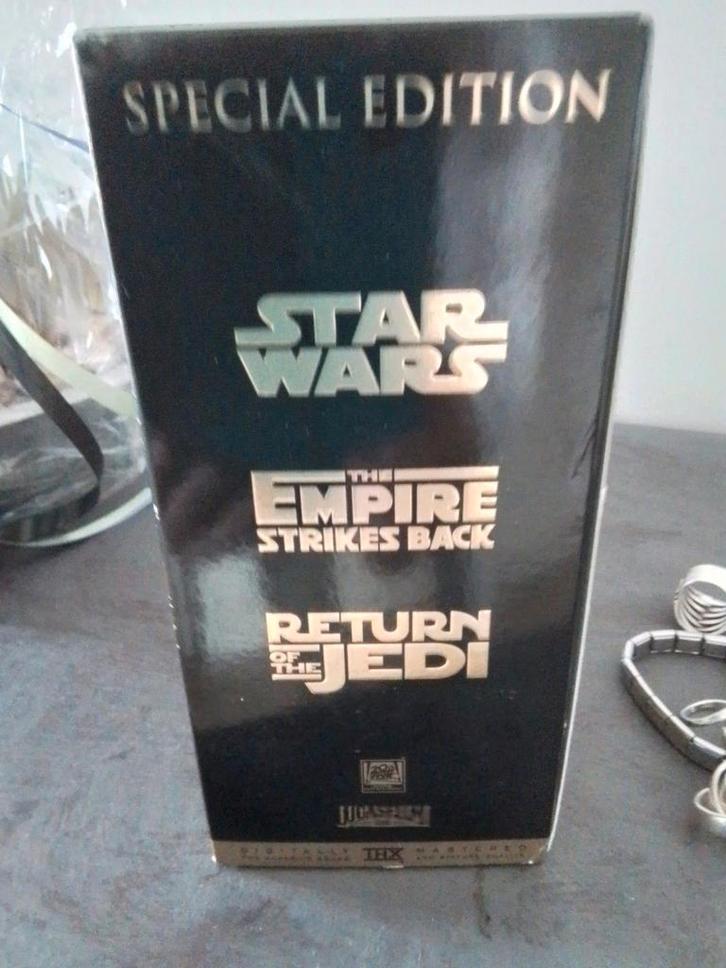 SPECIAL EDITION
STAR
WARS
THE
EMPIRE
STRIKES BACK
RETURN
OF THE JEDI
LUCASFILM
DIGITALLY THX MASTERED